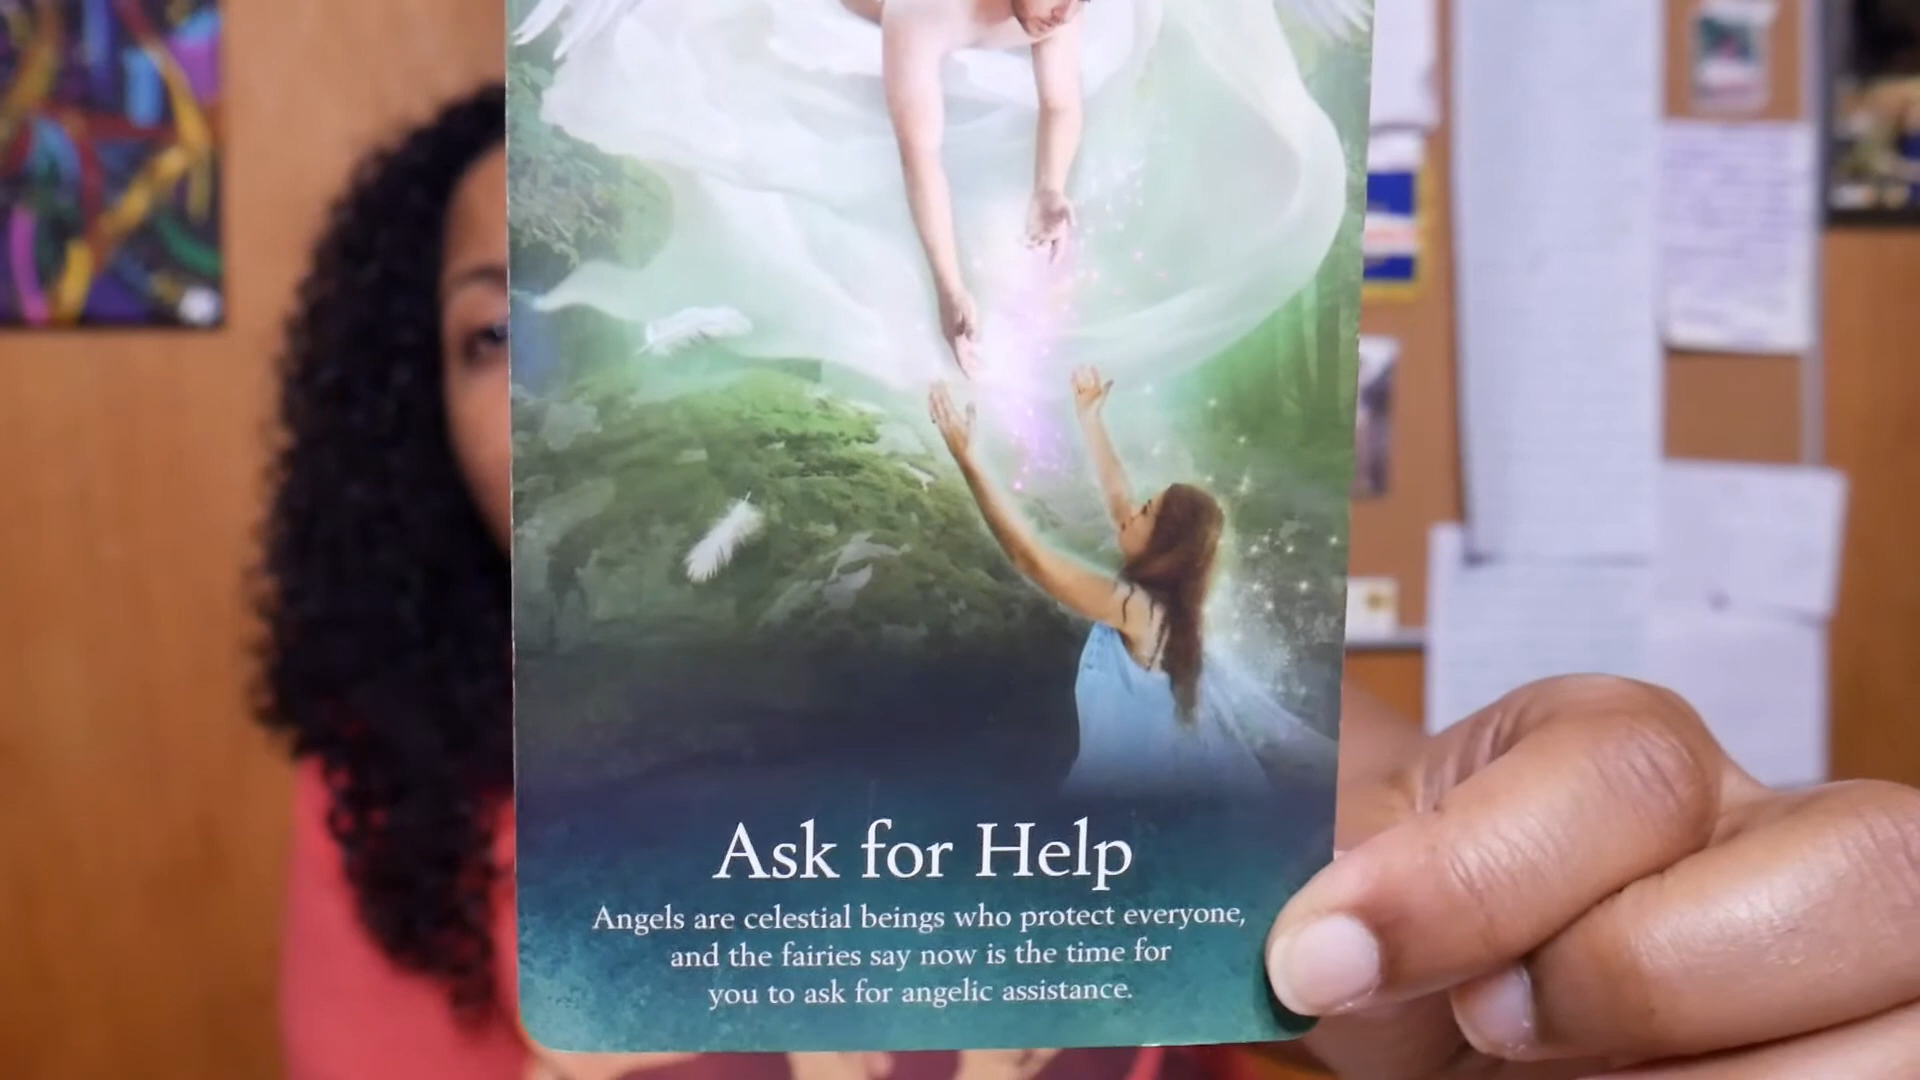 Ask for Help
Angels are celestial beings who protect everyone,
and the fairies say now is the time for
you to ask for angelic assistance.